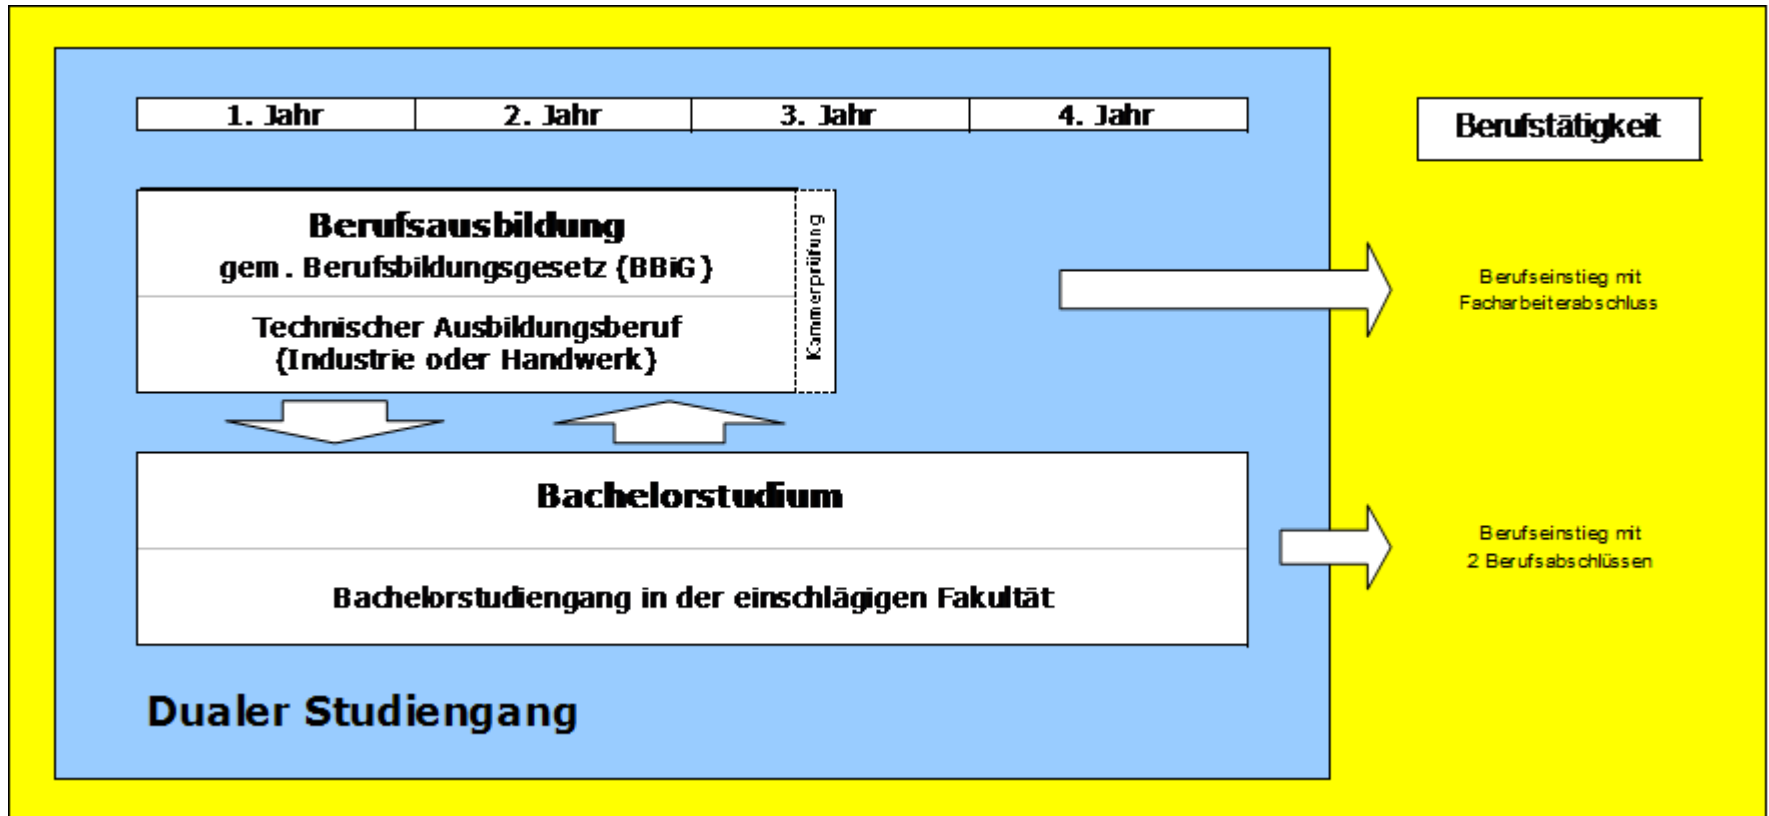 1. Jahr 2. Jahr 3. Jahr 4. Jahr
Berufstätigkeit
Berufsausbildung
gem. Berufsbildungsgesetz (BBiG)
Technischer Ausbildungsberuf
(Industrie oder Handwerk)
Kammerprüfung
Berufseinstieg mit
Facharbeiterabschluss
Bachelorstudium
Bachelorstudiengang in der einschlägigen Fakultät
Berufseinstieg mit
2 Berufsabschlüssen
Dualer Studiengang